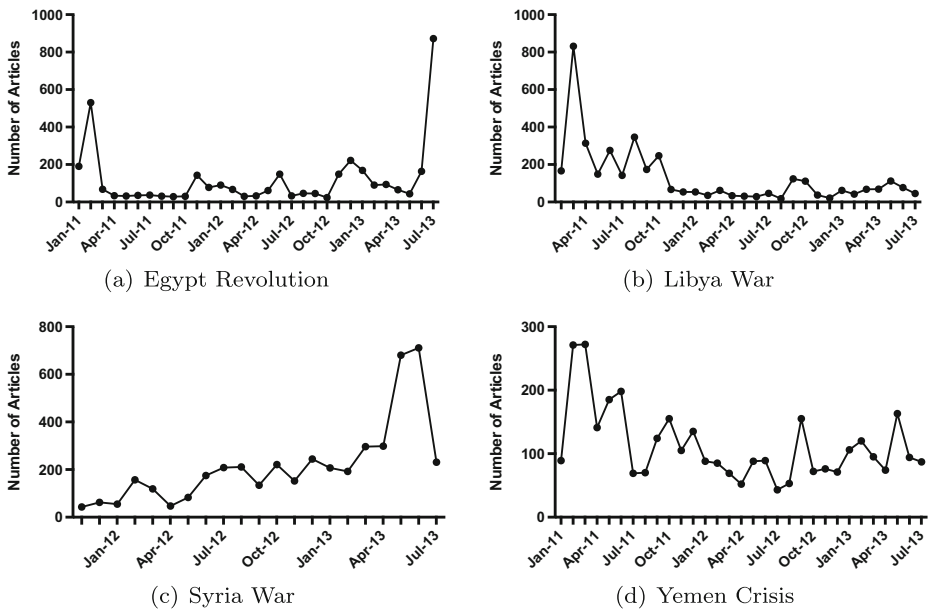 1000
800
600
400
200
0
Number of Articles
Jan-11
Apr-11
Jul-11
Oct-11
Jan-12
Apr-12
Jul-12
Oct-12
Jan-13
Apr-13
Jul-13
(a) Egypt Revolution
1000
800
600
400
200
0
Number of Articles
Apr-11
Jul-11
Oct-11
Jan-12
Apr-12
Jul-12
Oct-12
Jan-13
Apr-13
Jul-13
(b) Libya War
800
600
400
200
0
Number of Articles
Jan-12
Apr-12
Jul-12
Oct-12
Jan-13
Apr-13
Jul-13
(c) Syria War
300
200
100
0
Number of Articles
Jan-11
Apr-11
Jul-11
Oct-11
Jan-12
Apr-12
Jul-12
Oct-12
Jan-13
Apr-13
Jul-13
(d) Yemen Crisis